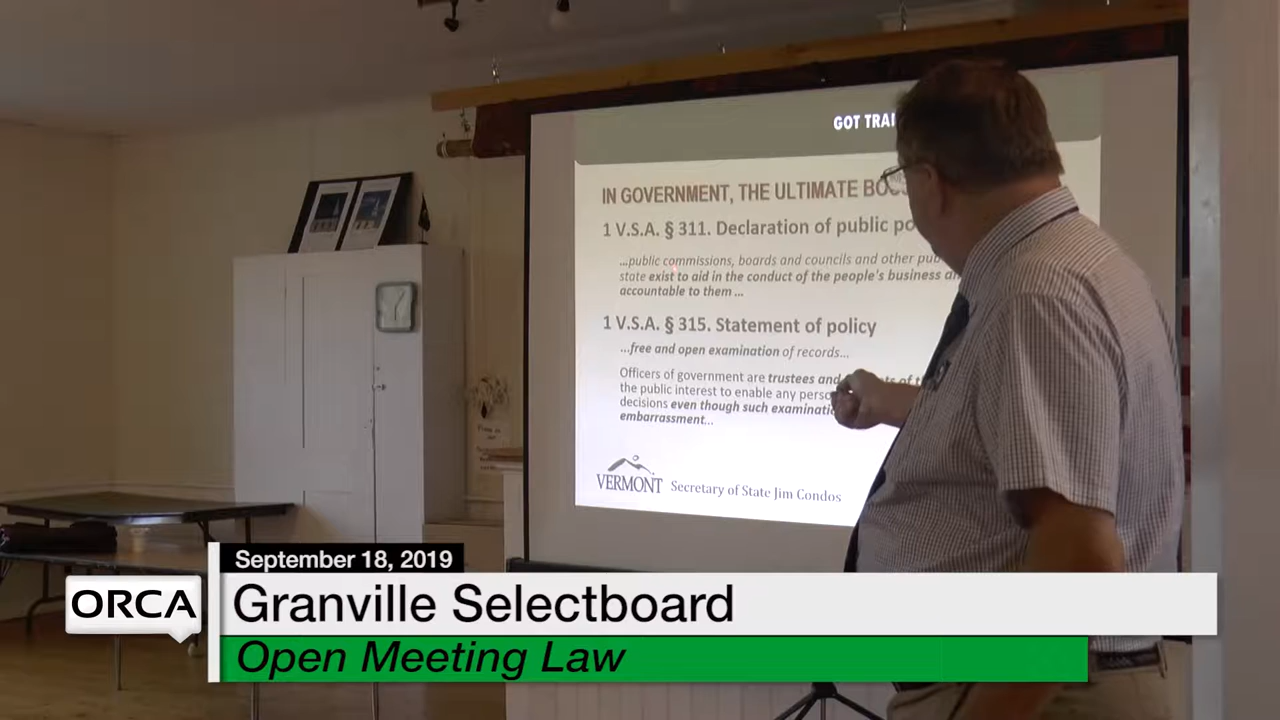 GOT TRAI
IN GOVERNMENT, THE ULTIMATE BOSS
1 V.S.A. § 311. Declaration of public po
...public commissions, boards and councils and other pub
state exist to aid in the conduct of the people's business an
accountable to them ...
1 V.S.A. § 315. Statement of policy
...free and open examination of records...
Officers of government are trustees and of t
the public interest to enable any perso
decisions even though such examinatio
embarrassment...
VERMONT Secretary of State Jim Condos
September 18, 2019
ORCA Granville Selectboard
Open Meeting Law